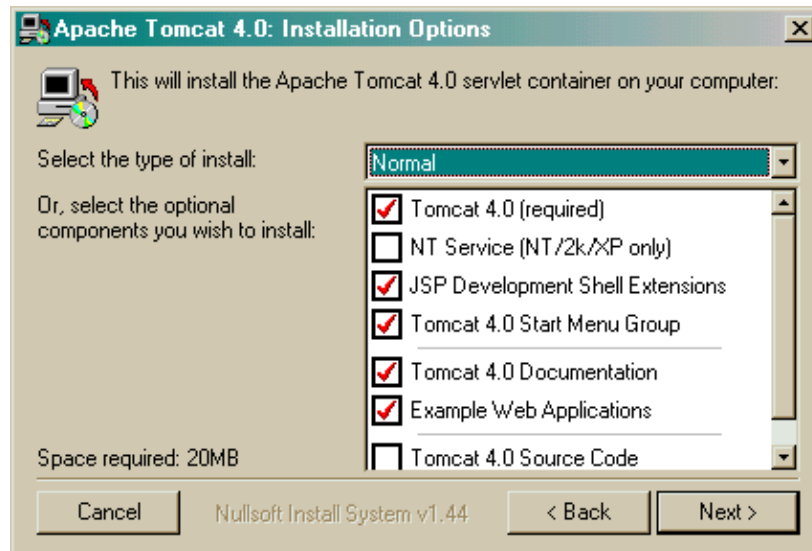 Apache Tomcat 4.0: Installation Options
This will install the Apache Tomcat 4.0 servlet container on your computer:
Select the type of install:
Normal
Or, select the optional
components you wish to install:
Tomcat 4.0 (required)
NT Service (NT/2k/XP only)
JSP Development Shell Extensions
Tomcat 4.0 Start Menu Group
Tomcat 4.0 Documentation
Example Web Applications
Tomcat 4.0 Source Code
Space required: 20MB
Cancel
Nullsoft Install System v1.44
< Back
Next >